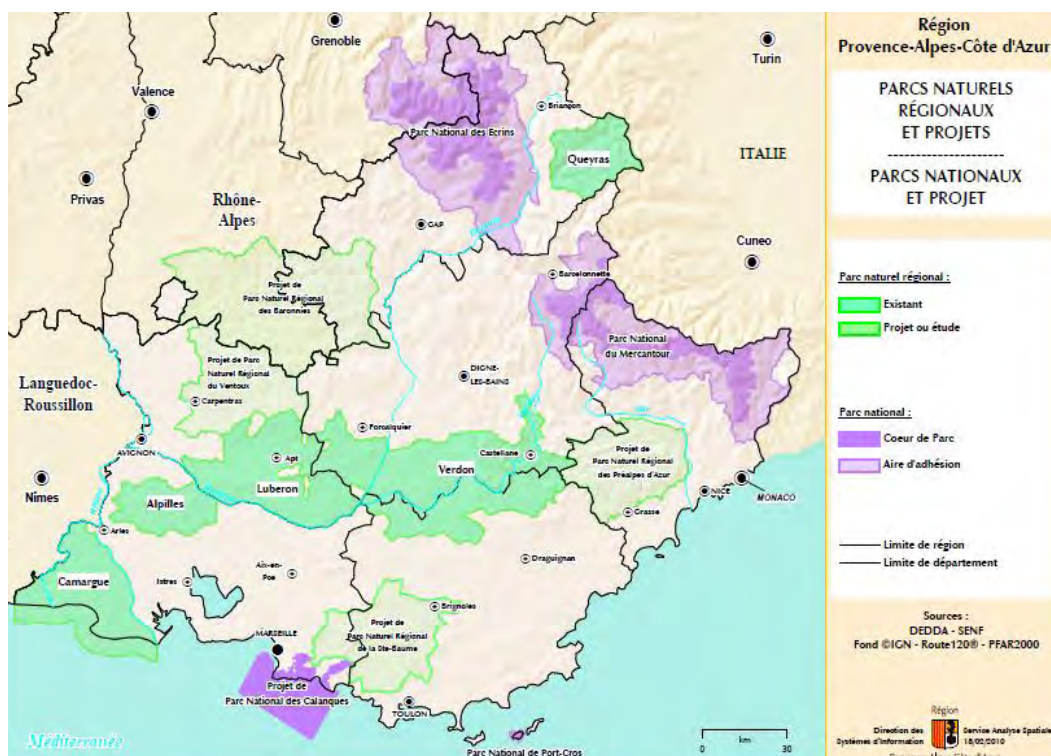 Grenoble
Turin
Valence
Briançon
Parc National des Ecrins
Queyras
ITALIE
Privas
Rhône-
Alpes
GAP
Cuneo
Barcelonnette
Projet de
Parc Naturel Régional
des Baronnies
Parc National
du Mercantour
Projet de Parc
Naturel Régional
du Ventoux
DIGNE-
LES-BAINS
Languedoc-
Roussillon
Carpentras
Forcalquier
AVIGNON
Apt
Castellane
Verdon
Projet de
Parc Naturel Régional
des Préalpes d'Azur
Nîmes
Luberon
Alpilles
NICE
MONACO
Grasse
Arles
Draguignan
Camargue
Istres
Aix-en-
Pce
Brignoles
MARSEILLE
Projet de
Parc Naturel Régional
de la Ste-Baume
Projet de
Parc National des Calanques
TOULON
Méditerranée
Parc National de Port-Cros
0 30
km
Région
Provence-Alpes-Côte d'Azur
PARCS NATURELS
RÉGIONAUX
ET PROJETS
----------------------
PARCS NATIONAUX
ET PROJET
Parc naturel régional :
Existant
Projet ou étude
Parc national :
Coeur de Parc
Aire d'adhésion
Limite de région
Limite de département
Sources :
DEDDA - SENF
Fond ©IGN - Route120® - PFAR2000
Région
Direction des
Systèmes d'Information
Service Analyse Spatiale
18/02/2010